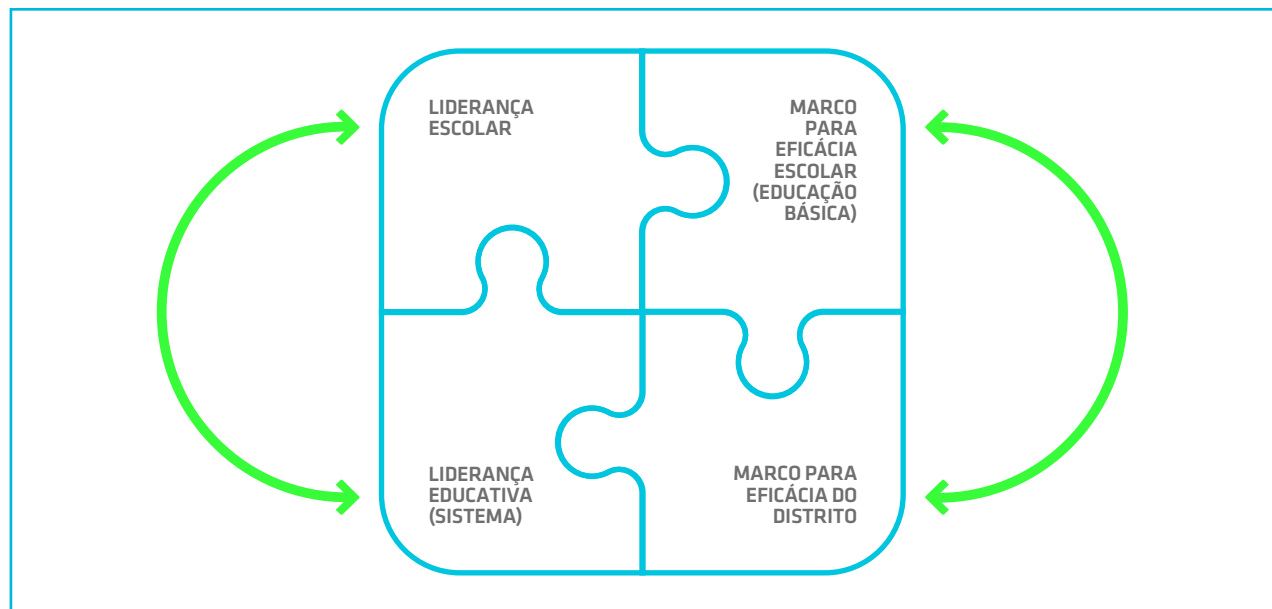 LIDERANÇA
ESCOLAR
MARCO
PARA
EFICÁCIA
ESCOLAR
(EDUCAÇÃO
BÁSICA)
LIDERANÇA
EDUCATIVA
(SISTEMA)
MARCO PARA
EFICÁCIA DO
DISTRITO